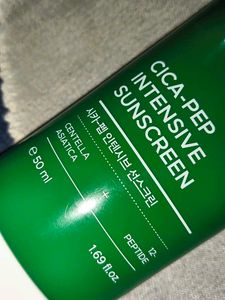 CICA-PEP
INTENSIVE
SUNSCREEN
시카-펩 인텐시브 선스크린
CENTELLA
ASIATICA
+
12-
PEPTIDE
℮ 50 ml
1.69 fl.oz